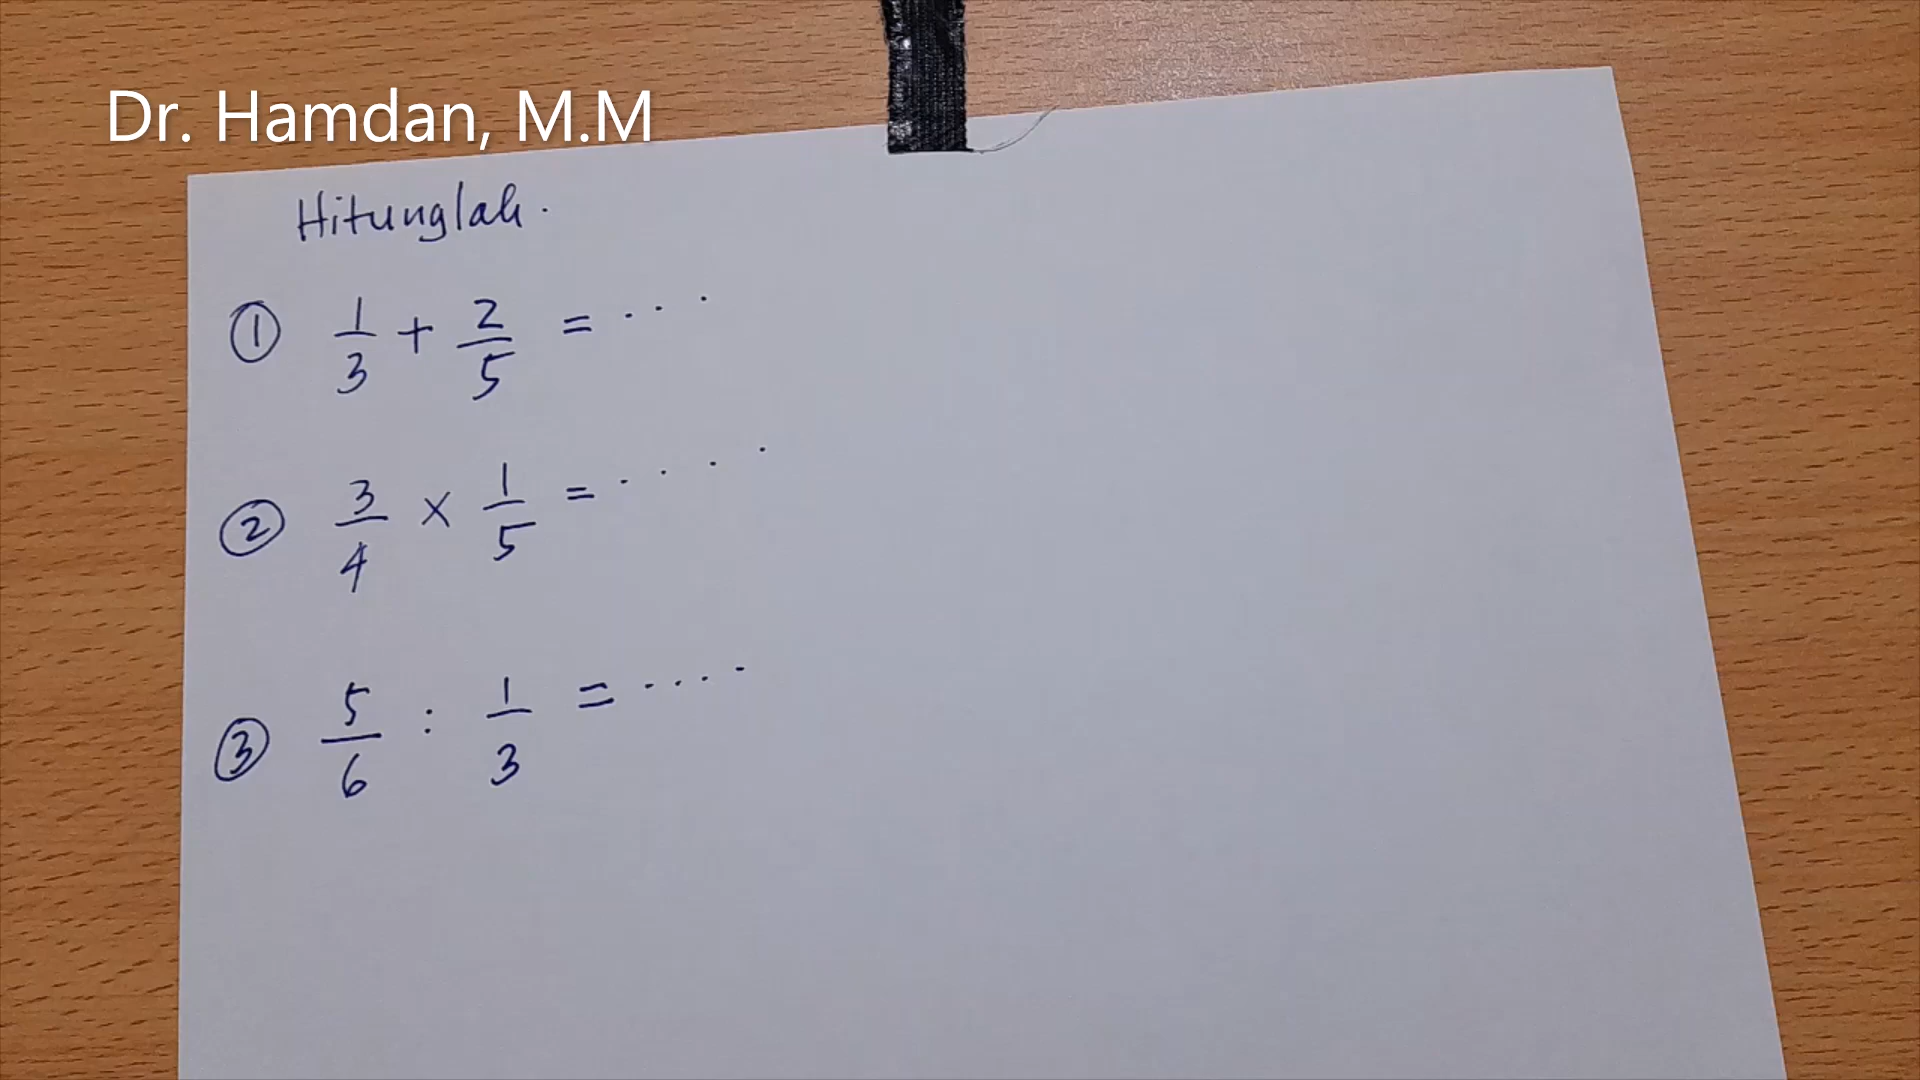 Dr. Hamdan, M.M
Hitunglah.
① 1/3 + 2/5 = ...
② 3/4 × 1/5 = ....
③ 5/6 : 1/3 = ....